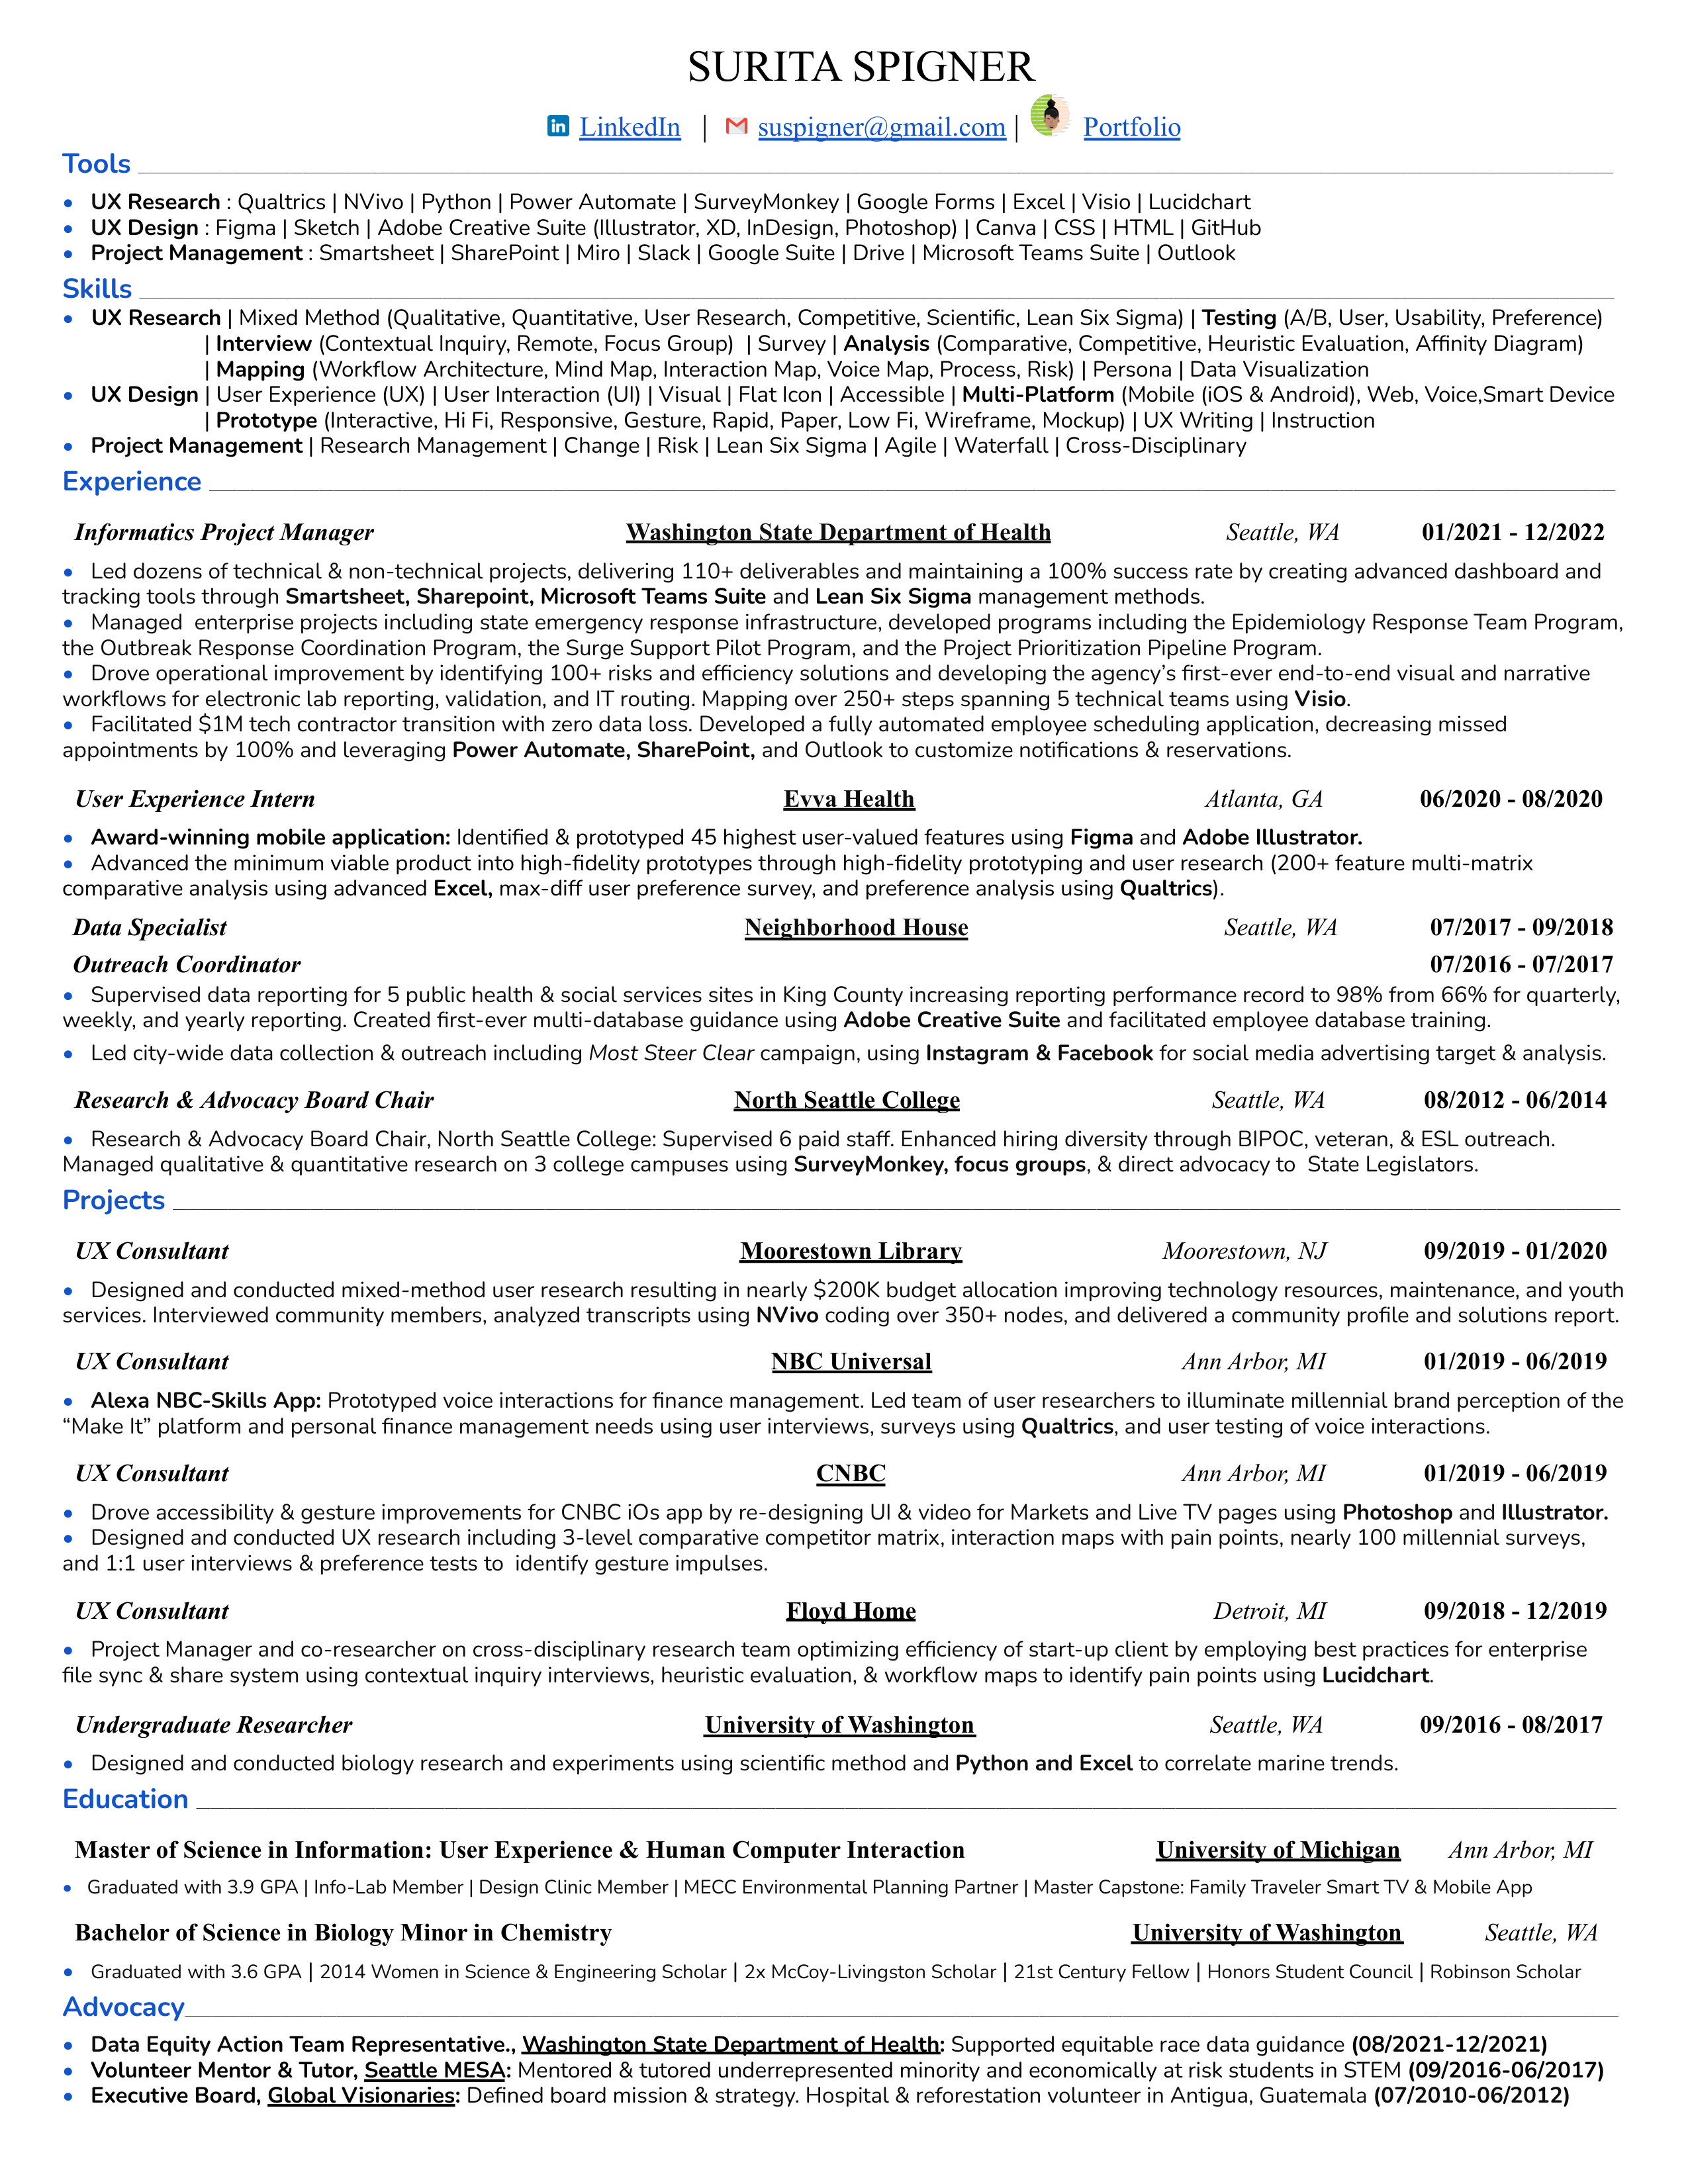 SURITA SPIGNER
LinkedIn | suspigner@gmail.com | Portfolio
Tools
• UX Research : Qualtrics | NVivo | Python | Power Automate | SurveyMonkey | Google Forms | Excel | Visio | Lucidchart
• UX Design : Figma | Sketch | Adobe Creative Suite (Illustrator, XD, InDesign, Photoshop) | Canva | CSS | HTML | GitHub
• Project Management : Smartsheet | SharePoint | Miro | Slack | Google Suite | Drive | Microsoft Teams Suite | Outlook
Skills
• UX Research | Mixed Method (Qualitative, Quantitative, User Research, Competitive, Scientific, Lean Six Sigma) | Testing (A/B, User, Usability, Preference)
| Interview (Contextual Inquiry, Remote, Focus Group) | Survey | Analysis (Comparative, Competitive, Heuristic Evaluation, Affinity Diagram)
| Mapping (Workflow Architecture, Mind Map, Interaction Map, Voice Map, Process, Risk) | Persona | Data Visualization
• UX Design | User Experience (UX) | User Interaction (UI) | Visual | Flat Icon | Accessible | Multi-Platform (Mobile (iOS & Android), Web, Voice,Smart Device
| Prototype (Interactive, Hi Fi, Responsive, Gesture, Rapid, Paper, Low Fi, Wireframe, Mockup) | UX Writing | Instruction
• Project Management | Research Management | Change | Risk | Lean Six Sigma | Agile | Waterfall | Cross-Disciplinary
Experience
Informatics Project Manager Washington State Department of Health Seattle, WA 01/2021 - 12/2022
• Led dozens of technical & non-technical projects, delivering 110+ deliverables and maintaining a 100% success rate by creating advanced dashboard and
tracking tools through Smartsheet, Sharepoint, Microsoft Teams Suite and Lean Six Sigma management methods.
• Managed enterprise projects including state emergency response infrastructure, developed programs including the Epidemiology Response Team Program,
the Outbreak Response Coordination Program, the Surge Support Pilot Program, and the Project Prioritization Pipeline Program.
• Drove operational improvement by identifying 100+ risks and efficiency solutions and developing the agency's first-ever end-to-end visual and narrative
workflows for electronic lab reporting, validation, and IT routing. Mapping over 250+ steps spanning 5 technical teams using Visio.
• Facilitated $1M tech contractor transition with zero data loss. Developed a fully automated employee scheduling application, decreasing missed
appointments by 100% and leveraging Power Automate, SharePoint, and Outlook to customize notifications & reservations.
User Experience Intern Evva Health Atlanta, GA 06/2020 - 08/2020
• Award-winning mobile application: Identified & prototyped 45 highest user-valued features using Figma and Adobe Illustrator.
• Advanced the minimum viable product into high-fidelity prototypes through high-fidelity prototyping and user research (200+ feature multi-matrix
comparative analysis using advanced Excel, max-diff user preference survey, and preference analysis using Qualtrics).
Data Specialist Neighborhood House Seattle, WA 07/2017 - 09/2018
Outreach Coordinator 07/2016 - 07/2017
• Supervised data reporting for 5 public health & social services sites in King County increasing reporting performance record to 98% from 66% for quarterly,
weekly, and yearly reporting. Created first-ever multi-database guidance using Adobe Creative Suite and facilitated employee database training.
• Led city-wide data collection & outreach including Most Steer Clear campaign, using Instagram & Facebook for social media advertising target & analysis.
Research & Advocacy Board Chair North Seattle College Seattle, WA 08/2012 - 06/2014
• Research & Advocacy Board Chair, North Seattle College: Supervised 6 paid staff. Enhanced hiring diversity through BIPOC, veteran, & ESL outreach.
Managed qualitative & quantitative research on 3 college campuses using SurveyMonkey, focus groups, & direct advocacy to State Legislators.
Projects
UX Consultant Moorestown Library Moorestown, NJ 09/2019 - 01/2020
• Designed and conducted mixed-method user research resulting in nearly $200K budget allocation improving technology resources, maintenance, and youth
services. Interviewed community members, analyzed transcripts using NVivo coding over 350+ nodes, and delivered a community profile and solutions report.
UX Consultant NBC Universal Ann Arbor, MI 01/2019 - 06/2019
• Alexa NBC-Skills App: Prototyped voice interactions for finance management. Led team of user researchers to illuminate millennial brand perception of the
“Make It” platform and personal finance management needs using user interviews, surveys using Qualtrics, and user testing of voice interactions.
UX Consultant CNBC Ann Arbor, MI 01/2019 - 06/2019
• Drove accessibility & gesture improvements for CNBC iOs app by re-designing UI & video for Markets and Live TV pages using Photoshop and Illustrator.
• Designed and conducted UX research including 3-level comparative competitor matrix, interaction maps with pain points, nearly 100 millennial surveys,
and 1:1 user interviews & preference tests to identify gesture impulses.
UX Consultant Floyd Home Detroit, MI 09/2018 - 12/2019
• Project Manager and co-researcher on cross-disciplinary research team optimizing efficiency of start-up client by employing best practices for enterprise
file sync & share system using contextual inquiry interviews, heuristic evaluation, & workflow maps to identify pain points using Lucidchart.
Undergraduate Researcher University of Washington Seattle, WA 09/2016 - 08/2017
• Designed and conducted biology research and experiments using scientific method and Python and Excel to correlate marine trends.
Education
Master of Science in Information: User Experience & Human Computer Interaction University of Michigan Ann Arbor, MI
• Graduated with 3.9 GPA | Info-Lab Member | Design Clinic Member | MECC Environmental Planning Partner | Master Capstone: Family Traveler Smart TV & Mobile App
Bachelor of Science in Biology Minor in Chemistry University of Washington Seattle, WA
• Graduated with 3.6 GPA | 2014 Women in Science & Engineering Scholar | 2x McCoy-Livingston Scholar | 21st Century Fellow | Honors Student Council | Robinson Scholar
Advocacy
• Data Equity Action Team Representative., Washington State Department of Health: Supported equitable race data guidance (08/2021-12/2021)
• Volunteer Mentor & Tutor, Seattle MESA: Mentored & tutored underrepresented minority and economically at risk students in STEM (09/2016-06/2017)
• Executive Board, Global Visionaries: Defined board mission & strategy. Hospital & reforestation volunteer in Antigua, Guatemala (07/2010-06/2012)